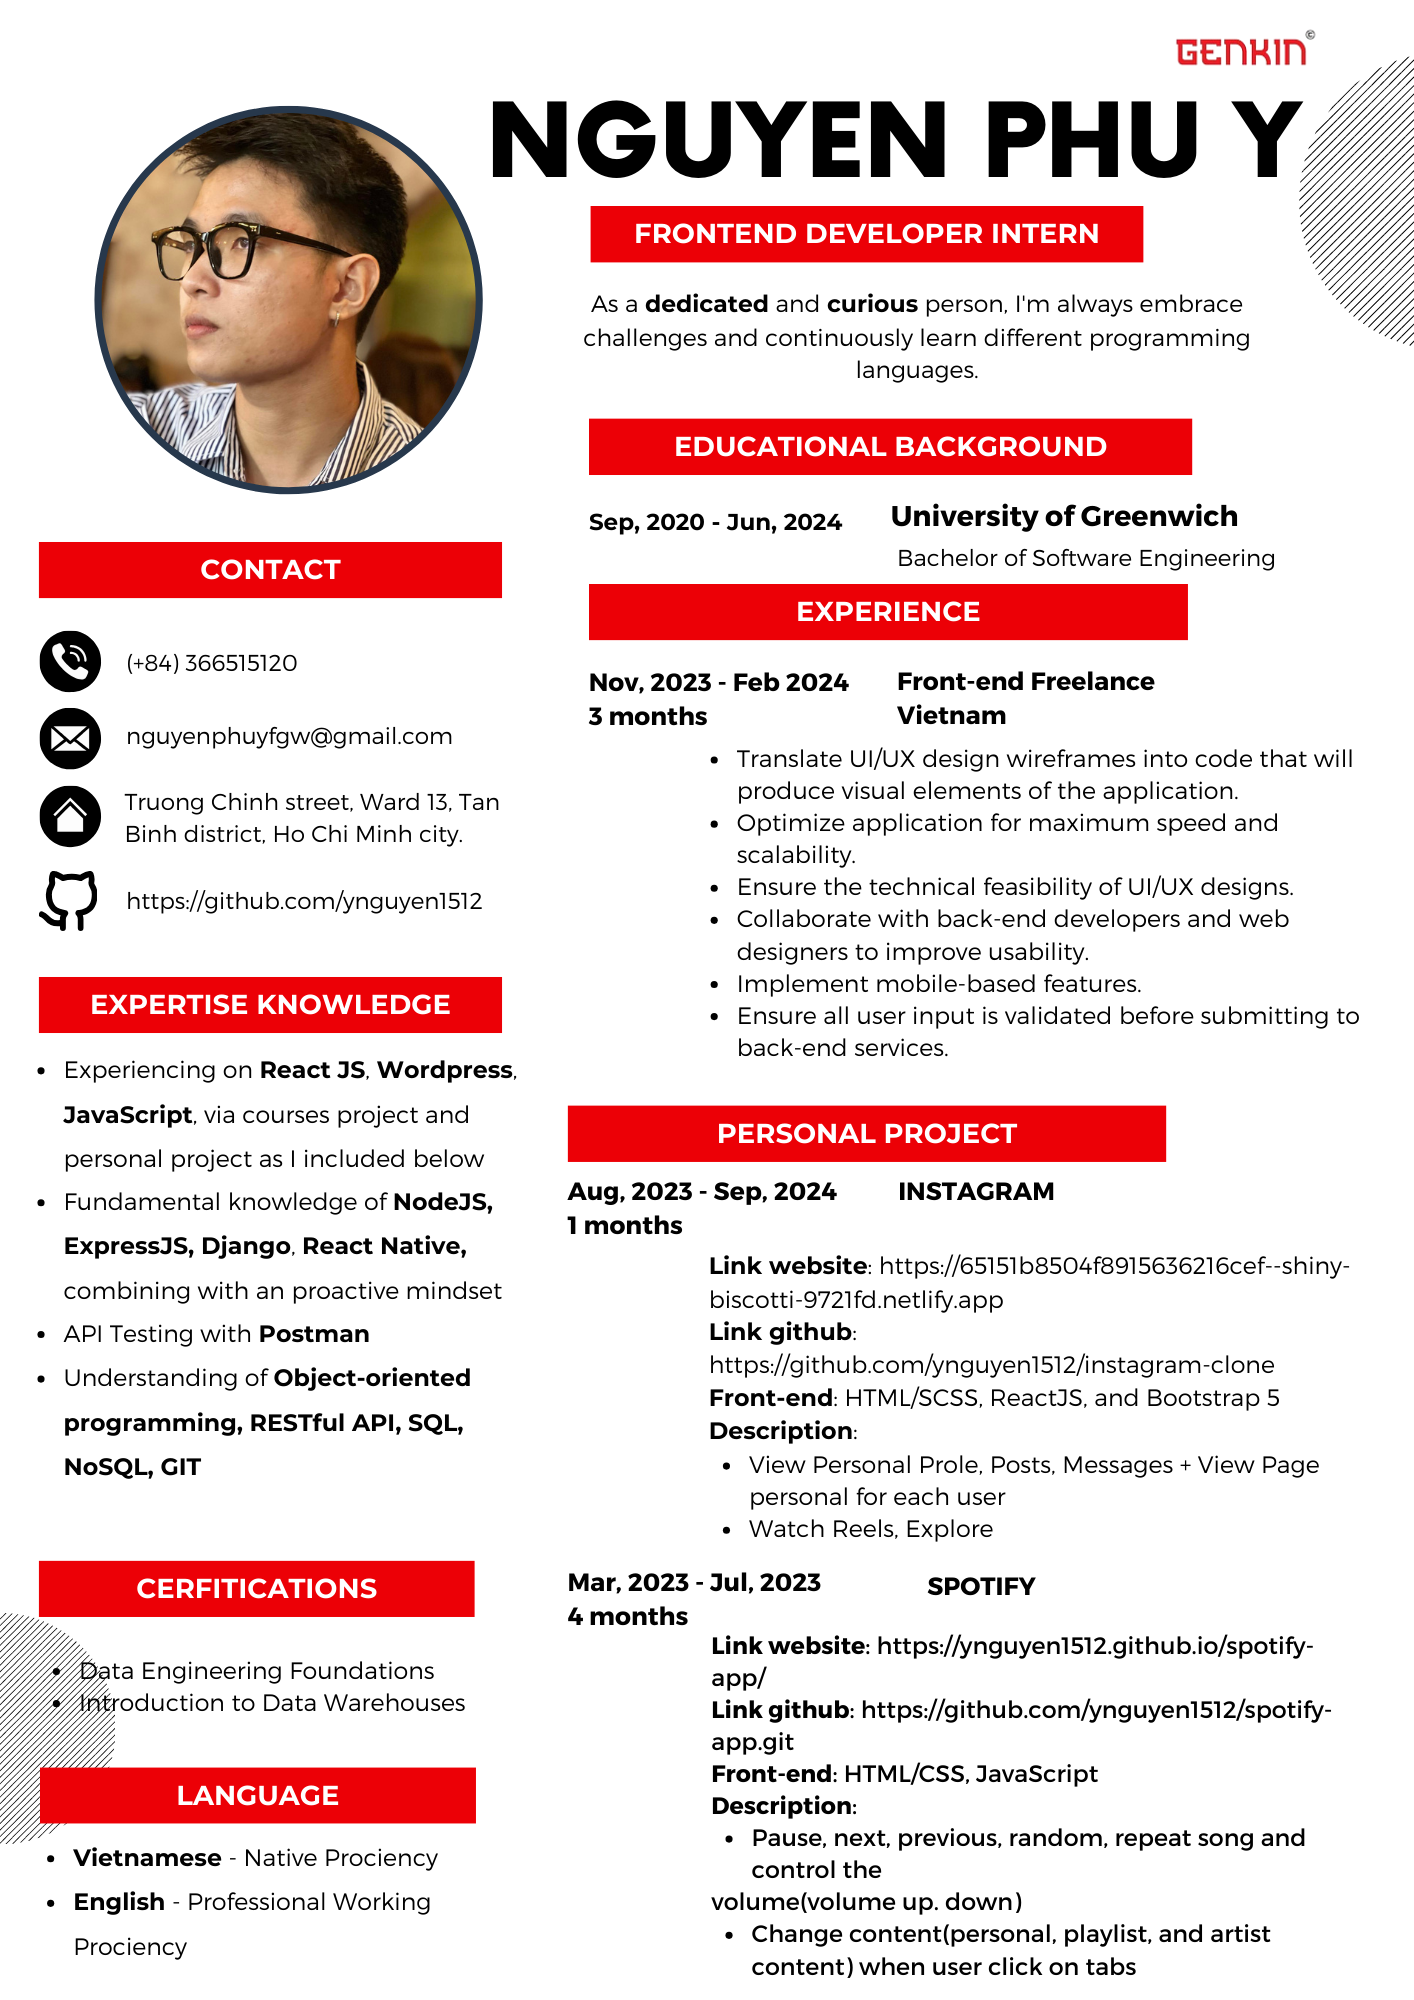 GENKIN©
NGUYEN PHU Y
FRONTEND DEVELOPER INTERN
As a dedicated and curious person, I'm always embrace
challenges and continuously learn different programming
languages.
EDUCATIONAL BACKGROUND
Sep, 2020 - Jun, 2024
University of Greenwich
Bachelor of Software Engineering
EXPERIENCE
Nov, 2023 - Feb 2024
3 months
Front-end Freelance
Vietnam
• Translate UI/UX design wireframes into code that will
produce visual elements of the application.
• Optimize application for maximum speed and
scalability.
• Ensure the technical feasibility of UI/UX designs.
• Collaborate with back-end developers and web
designers to improve usability.
• Implement mobile-based features.
• Ensure all user input is validated before submitting to
back-end services.
PERSONAL PROJECT
Aug, 2023 - Sep, 2024
1 months
INSTAGRAM
Link website: https://65151b8504f8915636216cef--shiny-
biscotti-9721fd.netlify.app
Link github:
https://github.com/ynguyen1512/instagram-clone
Front-end: HTML/SCSS, ReactJS, and Bootstrap 5
Description:
• View Personal Prole, Posts, Messages + View Page
personal for each user
• Watch Reels, Explore
Mar, 2023 - Jul, 2023
4 months
SPOTIFY
Link website: https://ynguyen1512.github.io/spotify-
app/
Link github: https://github.com/ynguyen1512/spotify-
app.git
Front-end: HTML/CSS, JavaScript
Description:
• Pause, next, previous, random, repeat song and
control the
volume(volume up. down)
• Change content(personal, playlist, and artist
content) when user click on tabs
CONTACT
(+84) 366515120
nguyenphuyfgw@gmail.com
Truong Chinh street, Ward 13, Tan
Binh district, Ho Chi Minh city.
https://github.com/ynguyen1512
EXPERTISE KNOWLEDGE
• Experiencing on React JS, Wordpress,
JavaScript, via courses project and
personal project as I included below
• Fundamental knowledge of NodeJS,
ExpressJS, Django, React Native,
combining with an proactive mindset
• API Testing with Postman
• Understanding of Object-oriented
programming, RESTful API, SQL,
NoSQL, GIT
CERFITICATIONS
• Data Engineering Foundations
• Introduction to Data Warehouses
LANGUAGE
• Vietnamese - Native Prociency
• English - Professional Working
Prociency